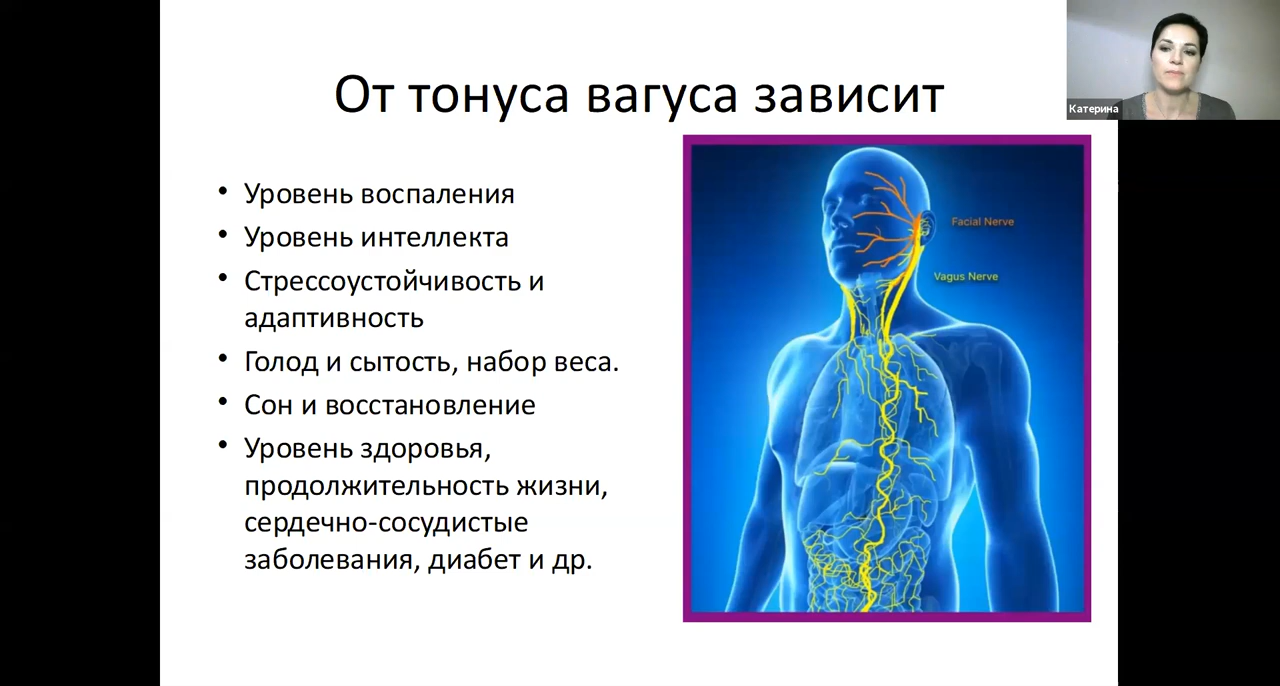 От тонуса вагуса зависит
Катерина
• Уровень воспаления
• Уровень интеллекта
• Стрессоустойчивость и
адаптивность
• Голод и сытость, набор веса.
• Сон и восстановление
• Уровень здоровья,
продолжительность жизни,
сердечно-сосудистые
заболевания, диабет и др.
Facial Nerve
Vagus Nerve